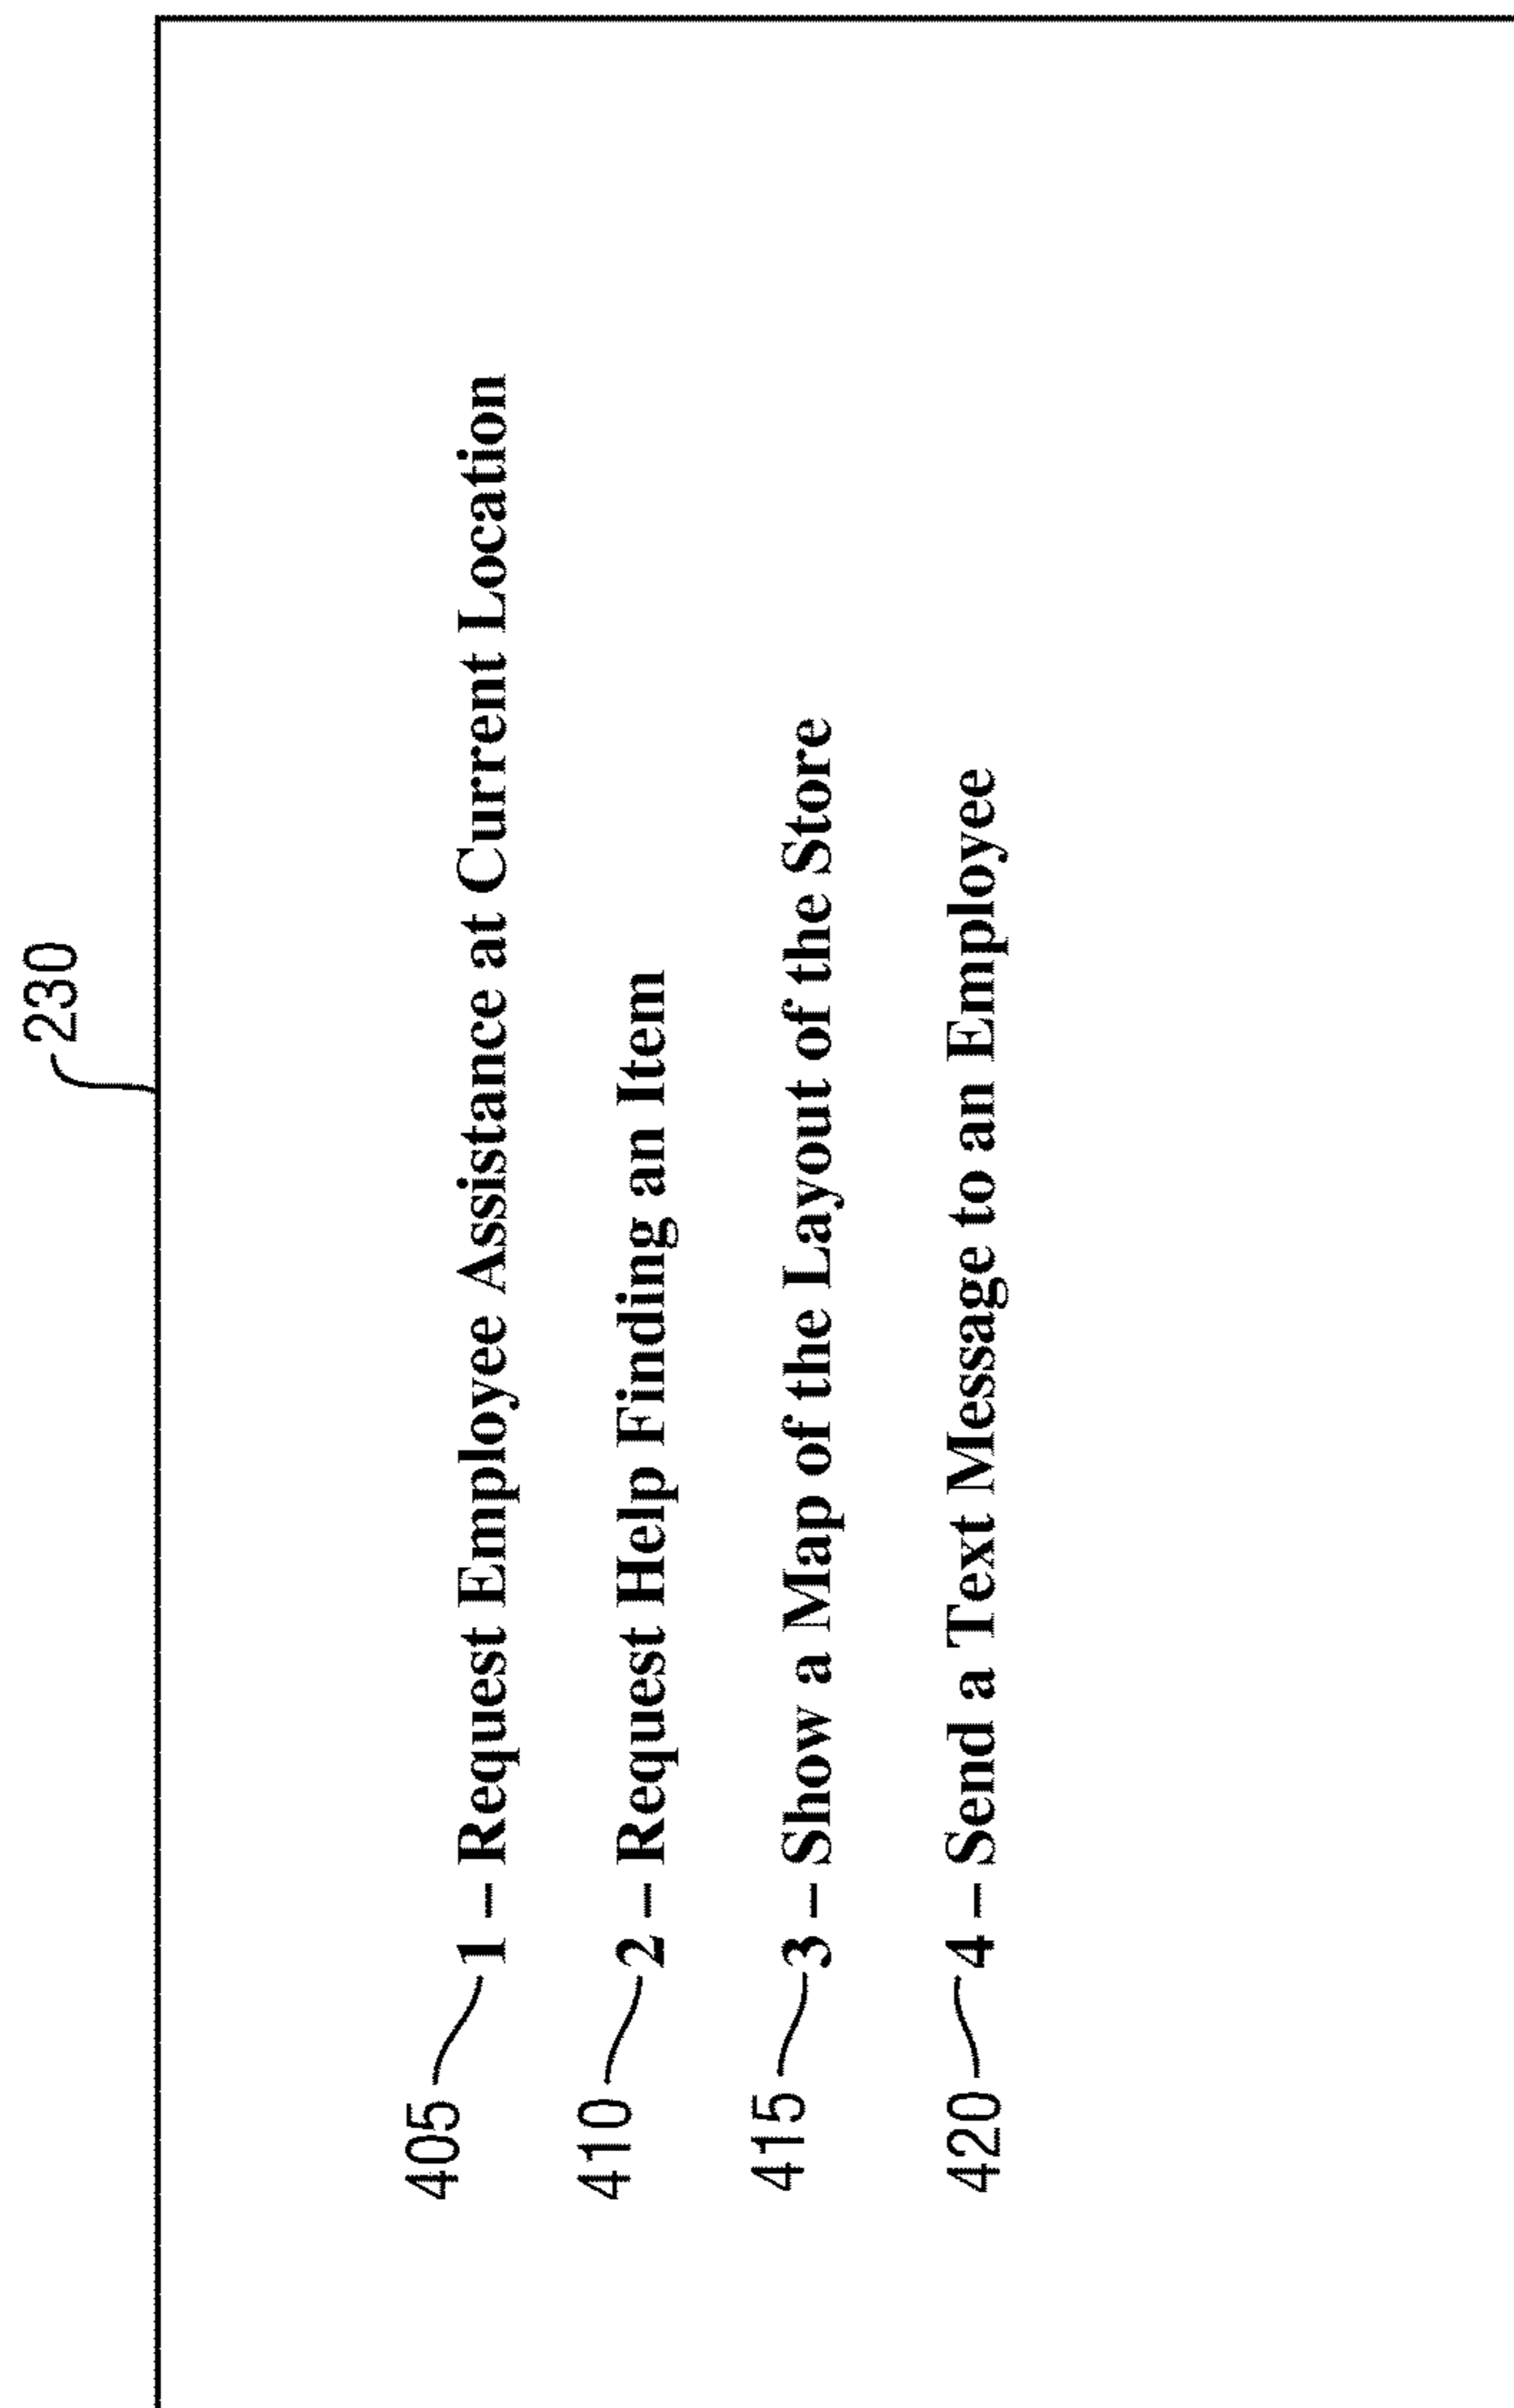 230
405 1 – Request Employee Assistance at Current Location
410 2 – Request Help Finding an Item
415 3 – Show a Map of the Layout of the Store
420 4 – Send a Text Message to an Employee